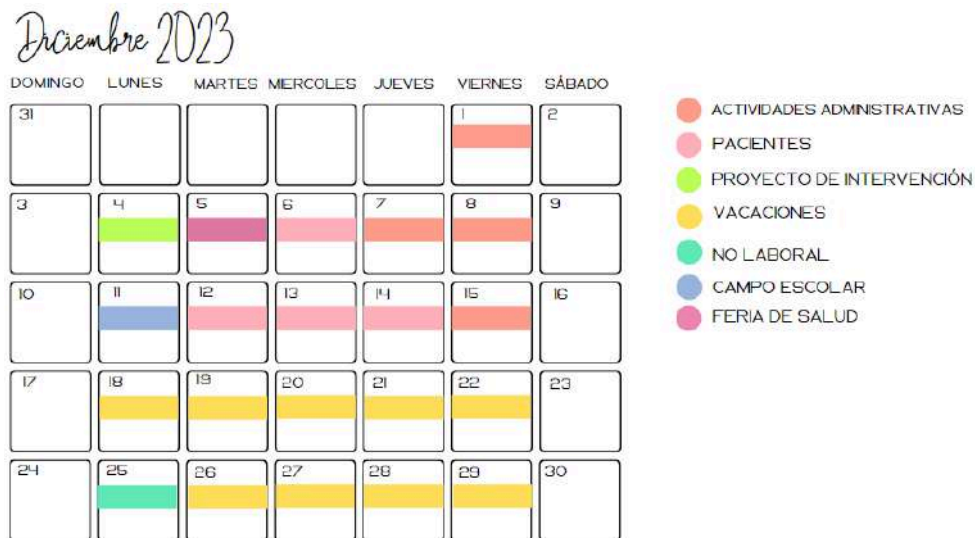 Diciembre 2023
DOMINGO LUNES MARTES MIERCOLES JUEVES VIERNES SÁBADO
31 1 2
3 4 5 6 7 8 9
10 11 12 13 14 15 16
17 18 19 20 21 22 23
24 25 26 27 28 29 30
ACTIVIDADES ADMINISTRATIVAS
PACIENTES
PROYECTO DE INTERVENCIÓN
VACACIONES
NO LABORAL
CAMPO ESCOLAR
FERIA DE SALUD